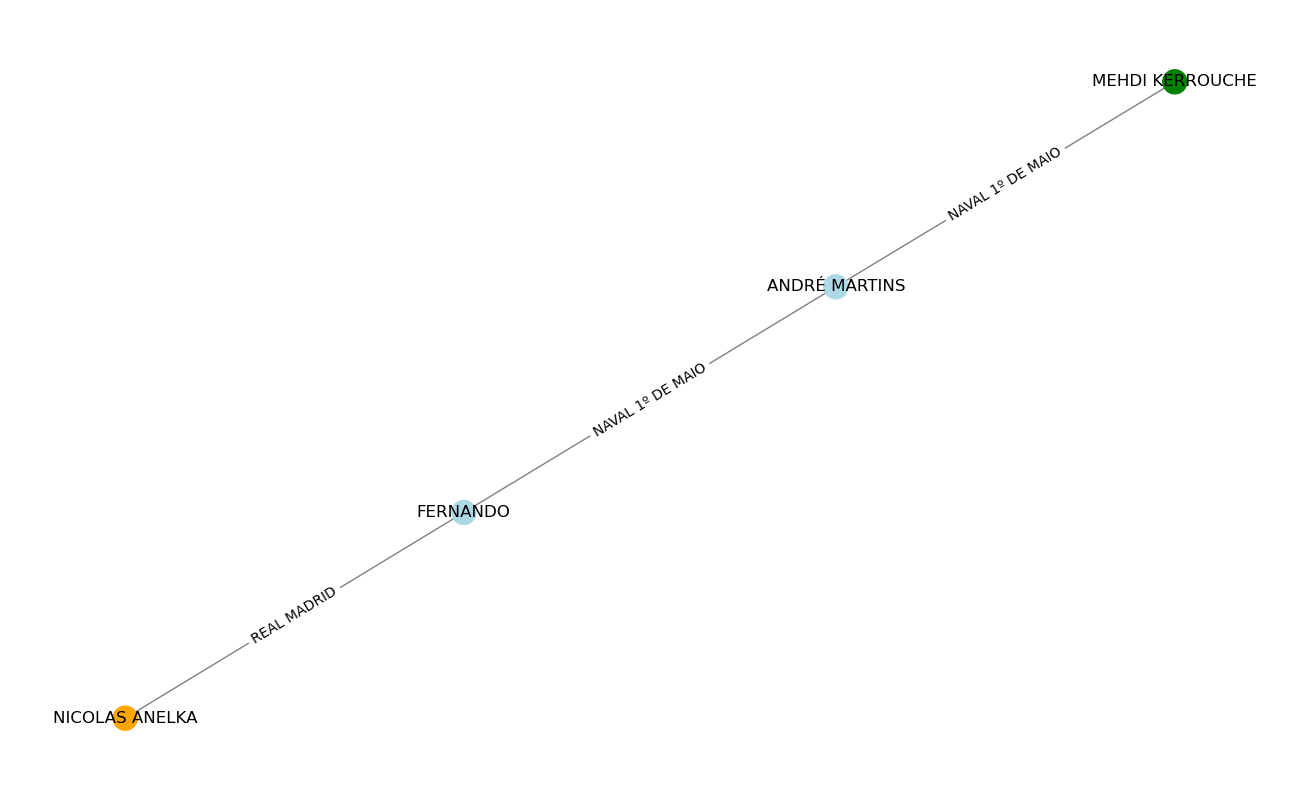 MEHDI KERROUCHE
NAVAL 1º DE MAIO
ANDRÉ MARTINS
NAVAL 1º DE MAIO
FERNANDO
REAL MADRID
NICOLAS ANELKA